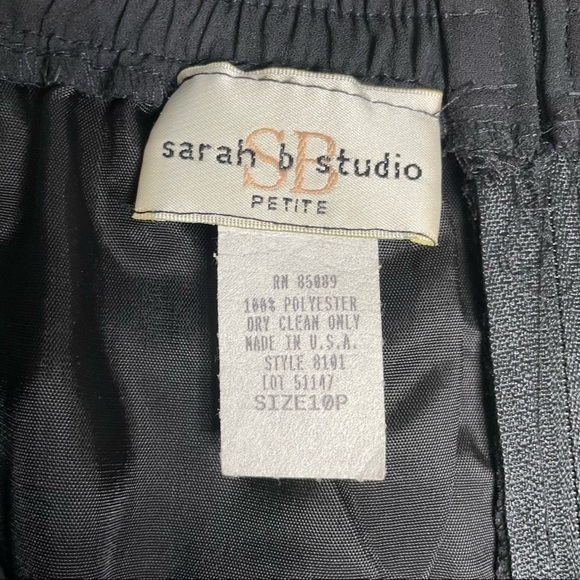 SB
sarah b studio
PETITE
RN 85089
100% POLYESTER
DRY CLEAN ONLY
MADE IN U.S.A.
STYLE 8101
LOT 51147
SIZE10P